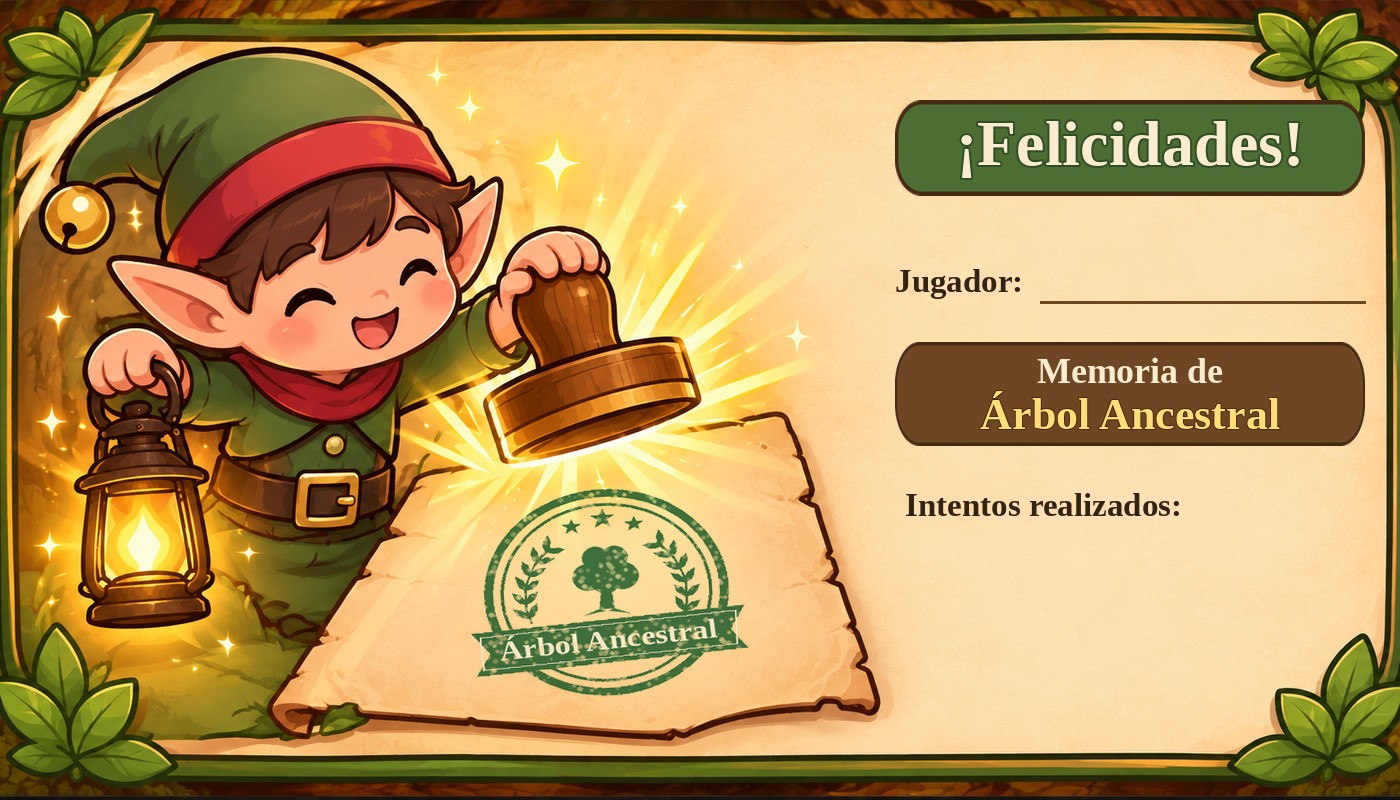 ¡Felicidades!
Jugador:
Memoria de
Árbol Ancestral
Intentos realizados:
Árbol Ancestral